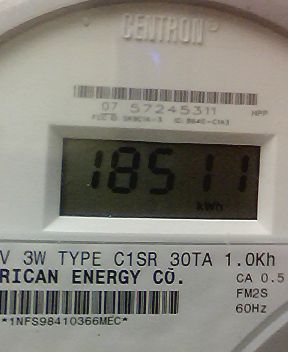 CENTRON®
07 57245311 HPP
18511
kWh
V 3W TYPE C1SR 30TA 1.0Kh
RICAN ENERGY CO. CA 0.5
FM2S
60Hz
*1NFS98410366MEC*